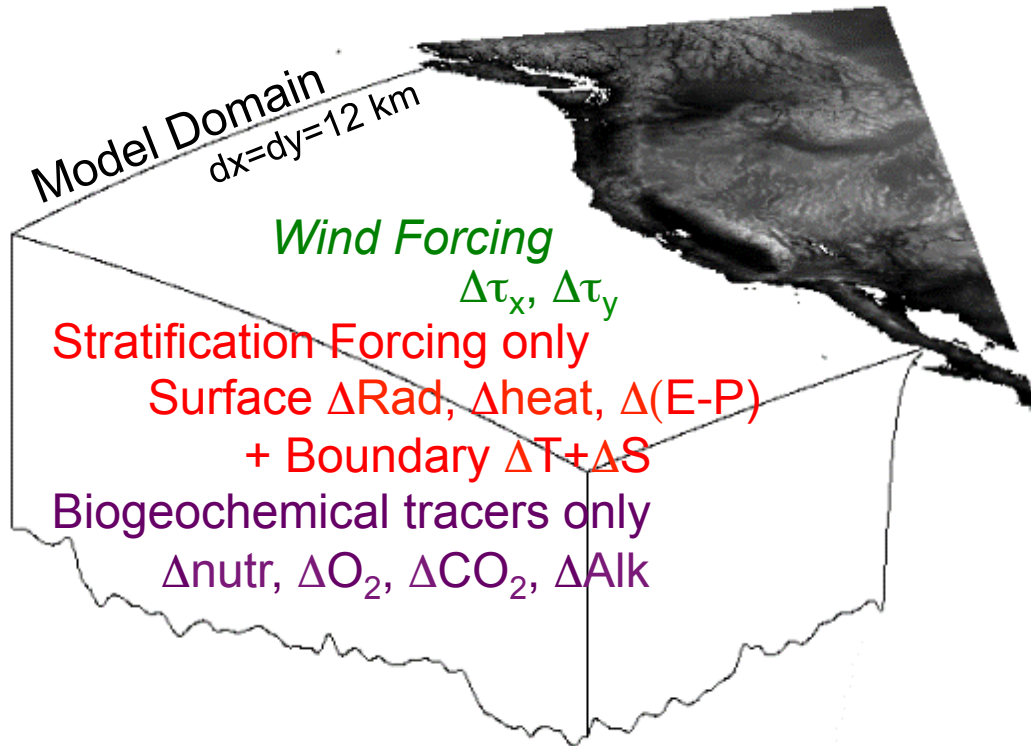 Model Domain
dx=dy=12 km
Wind Forcing
Δτx, Δτy
Stratification Forcing only
Surface ΔRad, Δheat, Δ(E-P)
+ Boundary ΔT+ΔS
Biogeochemical tracers only
Δnutr, ΔO₂, ΔCO₂, ΔAlk